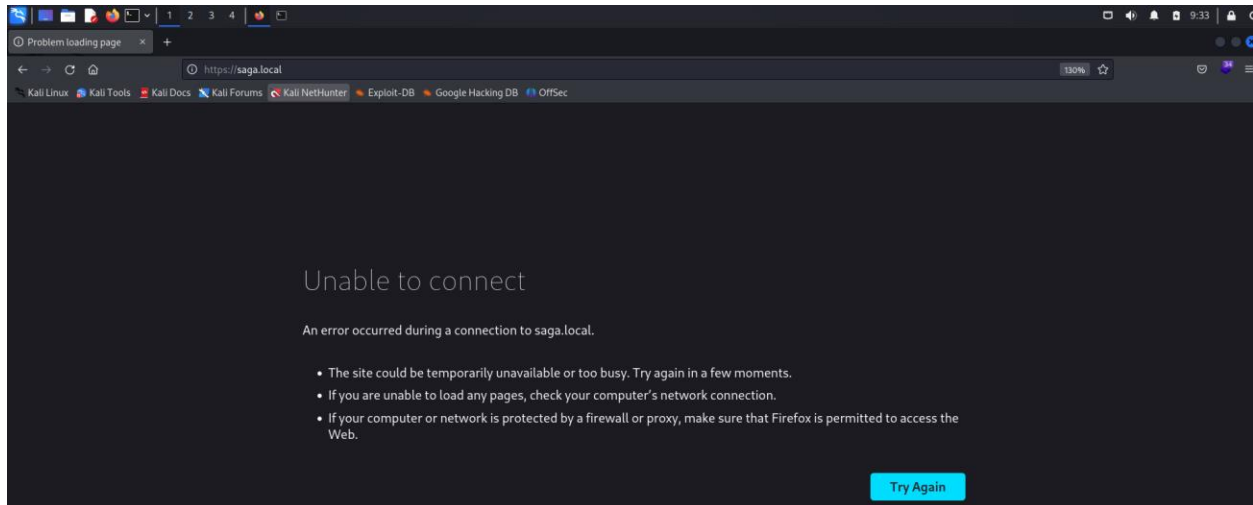 1 2 3 4 9:33
Problem loading page
https://saga.local 130% 34
Kali Linux Kali Tools Kali Docs Kali Forums Kali NetHunter Exploit-DB Google Hacking DB OffSec
Unable to connect
An error occurred during a connection to saga.local.
• The site could be temporarily unavailable or too busy. Try again in a few moments.
• If you are unable to load any pages, check your computer’s network connection.
• If your computer or network is protected by a firewall or proxy, make sure that Firefox is permitted to access the
Web.
Try Again